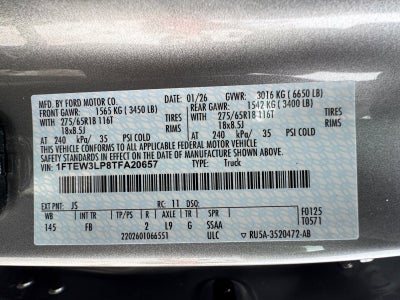 MFD. BY FORD MOTOR CO.
01/26 GVWR: 3016 KG (6650 LB)
FRONT GAWR: 1565 KG (3450 LB)
REAR GAWR: 1542 KG (3400 LB)
275/65R18 116T TIRES 275/65R18 116T TIRES
18x8.5J RIMS 18x8.5J RIMS
AT 240 kPa/ 35 PSI COLD AT 240 kPa/ 35 PSI COLD
THIS VEHICLE CONFORMS TO ALL APPLICABLE FEDERAL MOTOR VEHICLE
SAFETY STANDARDS IN EFFECT ON THE DATE OF MANUFACTURE SHOWN ABOVE.
VIN: 1FTEW3LP8TFA20657 TYPE: Truck
EXT PNT: JS RC: 11 DSO:
WB INT TR TP/PS R AXLE TR SSAA F0125
145 FB 2 L9 G ULC T0571
2202601066551 RU5A-3520472-AB